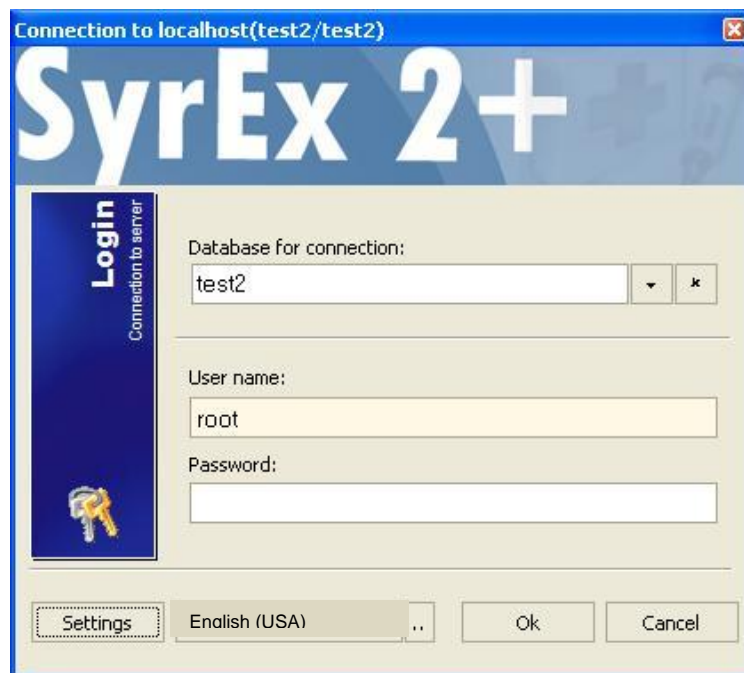 Connection to localhost(test2/test2)
SyrEx 2+
Login
Connection to server
Database for connection:
test2
User name:
root
Password:
Settings
English (USA)
..
Ok
Cancel